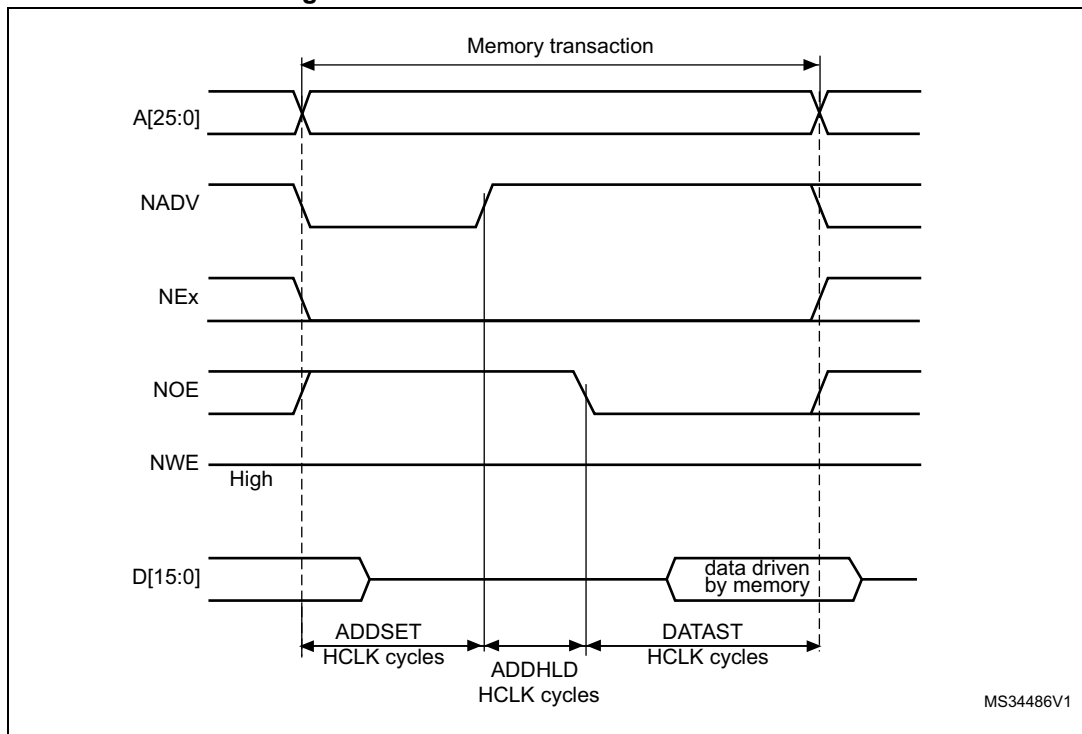 Memory transaction
A[25:0]
NADV
NEx
NOE
NWE
High
D[15:0]
data driven
by memory
ADDSET
HCLK cycles
ADDHLD
HCLK cycles
DATAST
HCLK cycles
MS34486V1